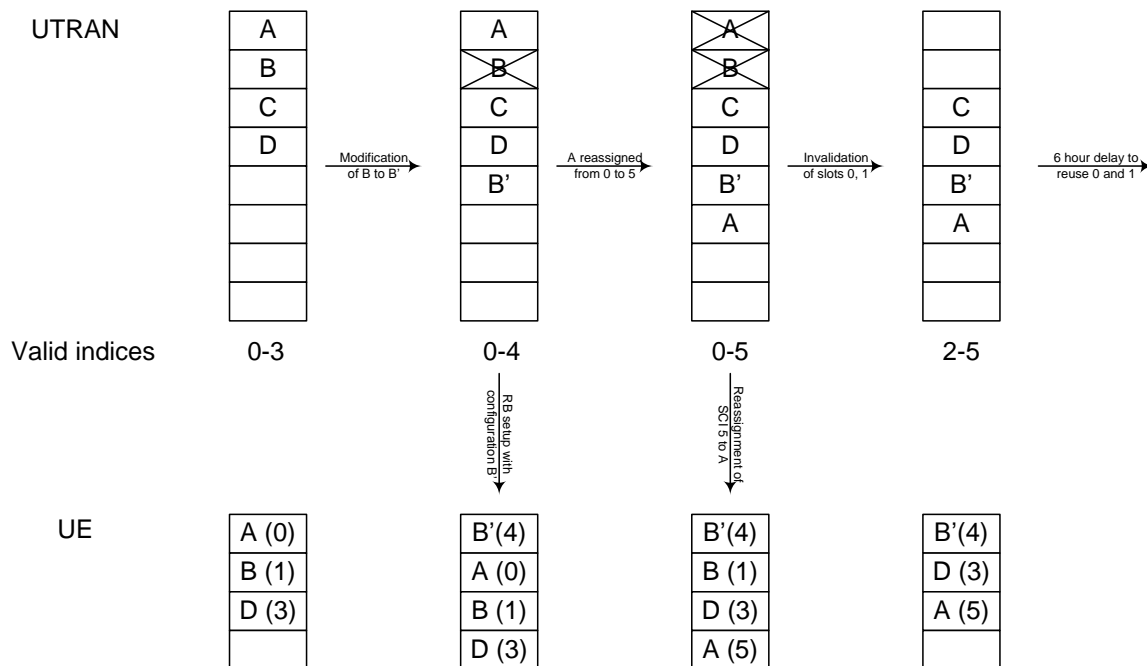 UTRAN
A
B
C
D
Modification
of B to B’
A
B
C
D
B’
A reassigned
from 0 to 5
A
B
C
D
B’
A
Invalidation
of slots 0, 1
C
D
B’
A
6 hour delay to
reuse 0 and 1
Valid indices
0-3
0-4
0-5
2-5
RB setup with
configuration B’
Reassignment of
SCI 5 to A
UE
A (0)
B (1)
D (3)
B’(4)
A (0)
B (1)
D (3)
B’(4)
B (1)
D (3)
A (5)
B’(4)
D (3)
A (5)